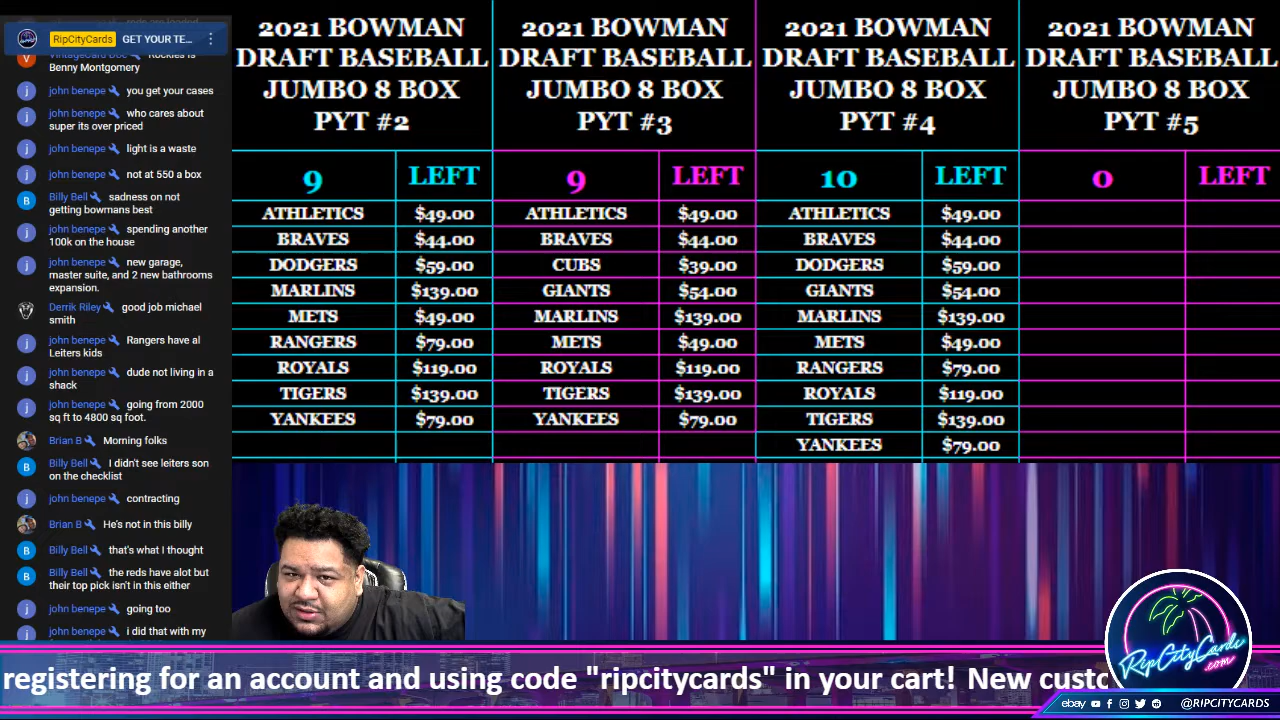 RipCityCards GET YOUR TE...
Benny Montgomery
john benepe you get your cases
john benepe who cares about
super its over priced
john benepe light is a waste
john benepe not at 550 a box
Billy Bell sadness on not
getting bowmans best
john benepe spending another
100k on the house
john benepe new garage,
master suite, and 2 new bathrooms
expansion.
Derrik Riley good job michael
smith
john benepe Rangers have al
Leiters kids
john benepe dude not living in a
shack
john benepe going from 2000
sq ft to 4800 sq foot.
Brian B Morning folks
Billy Bell I didn't see leiters son
on the checklist
john benepe contracting
Brian B He's not in this billy
Billy Bell that's what I thought
Billy Bell the reds have alot but
their top pick isn't in this either
john benepe going too
john benepe i did that with my
2021 BOWMAN
DRAFT BASEBALL
JUMBO 8 BOX
PYT #2
9 LEFT
ATHLETICS $49.00
BRAVES $44.00
DODGERS $59.00
MARLINS $139.00
METS $49.00
RANGERS $79.00
ROYALS $119.00
TIGERS $139.00
YANKEES $79.00
2021 BOWMAN
DRAFT BASEBALL
JUMBO 8 BOX
PYT #3
9 LEFT
ATHLETICS $49.00
BRAVES $44.00
CUBS $39.00
GIANTS $54.00
MARLINS $139.00
METS $49.00
ROYALS $119.00
TIGERS $139.00
YANKEES $79.00
2021 BOWMAN
DRAFT BASEBALL
JUMBO 8 BOX
PYT #4
10 LEFT
ATHLETICS $49.00
BRAVES $44.00
DODGERS $59.00
GIANTS $54.00
MARLINS $139.00
METS $49.00
RANGERS $79.00
ROYALS $119.00
TIGERS $139.00
YANKEES $79.00
2021 BOWMAN
DRAFT BASEBALL
JUMBO 8 BOX
PYT #5
0 LEFT
registering for an account and using code "ripcitycards" in your cart! New custo
RipCityCards
.com
ebay @RIPCITYCARDS